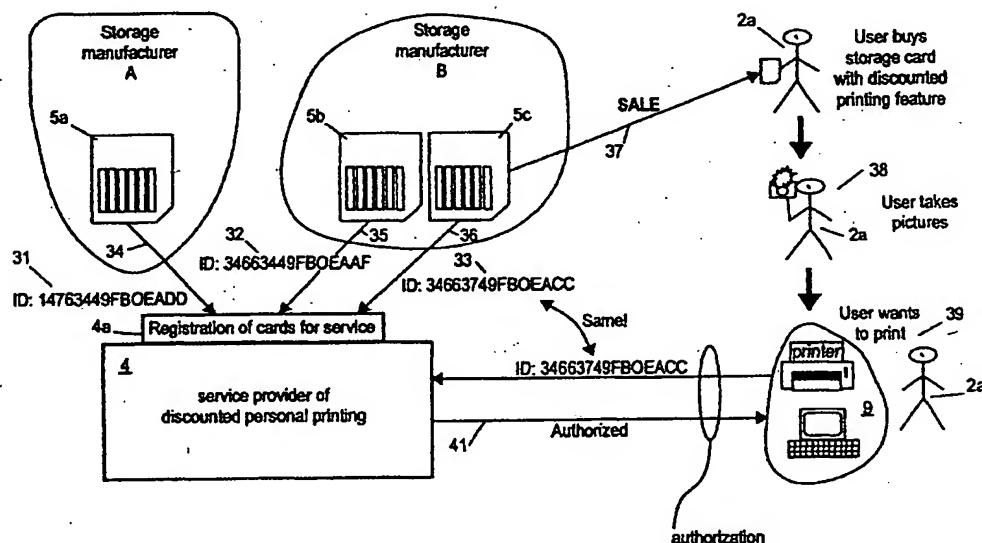 Storage
manufacturer
A
5a
Storage
manufacturer
B
5b
5c
SALE
37
2a
User buys
storage card
with discounted
printing feature
38
User takes
pictures
2a
31
34
32
35
36
33
ID: 34663449FBOEAAF
ID: 34663749FBOEACC
ID: 14763449FBOEADD
4a
Registration of cards for service
Same!
User wants
to print
39
4
service provider of
discounted personal printing
ID: 34663749FBOEACC
printer
9
2a
41
Authorized
authorization